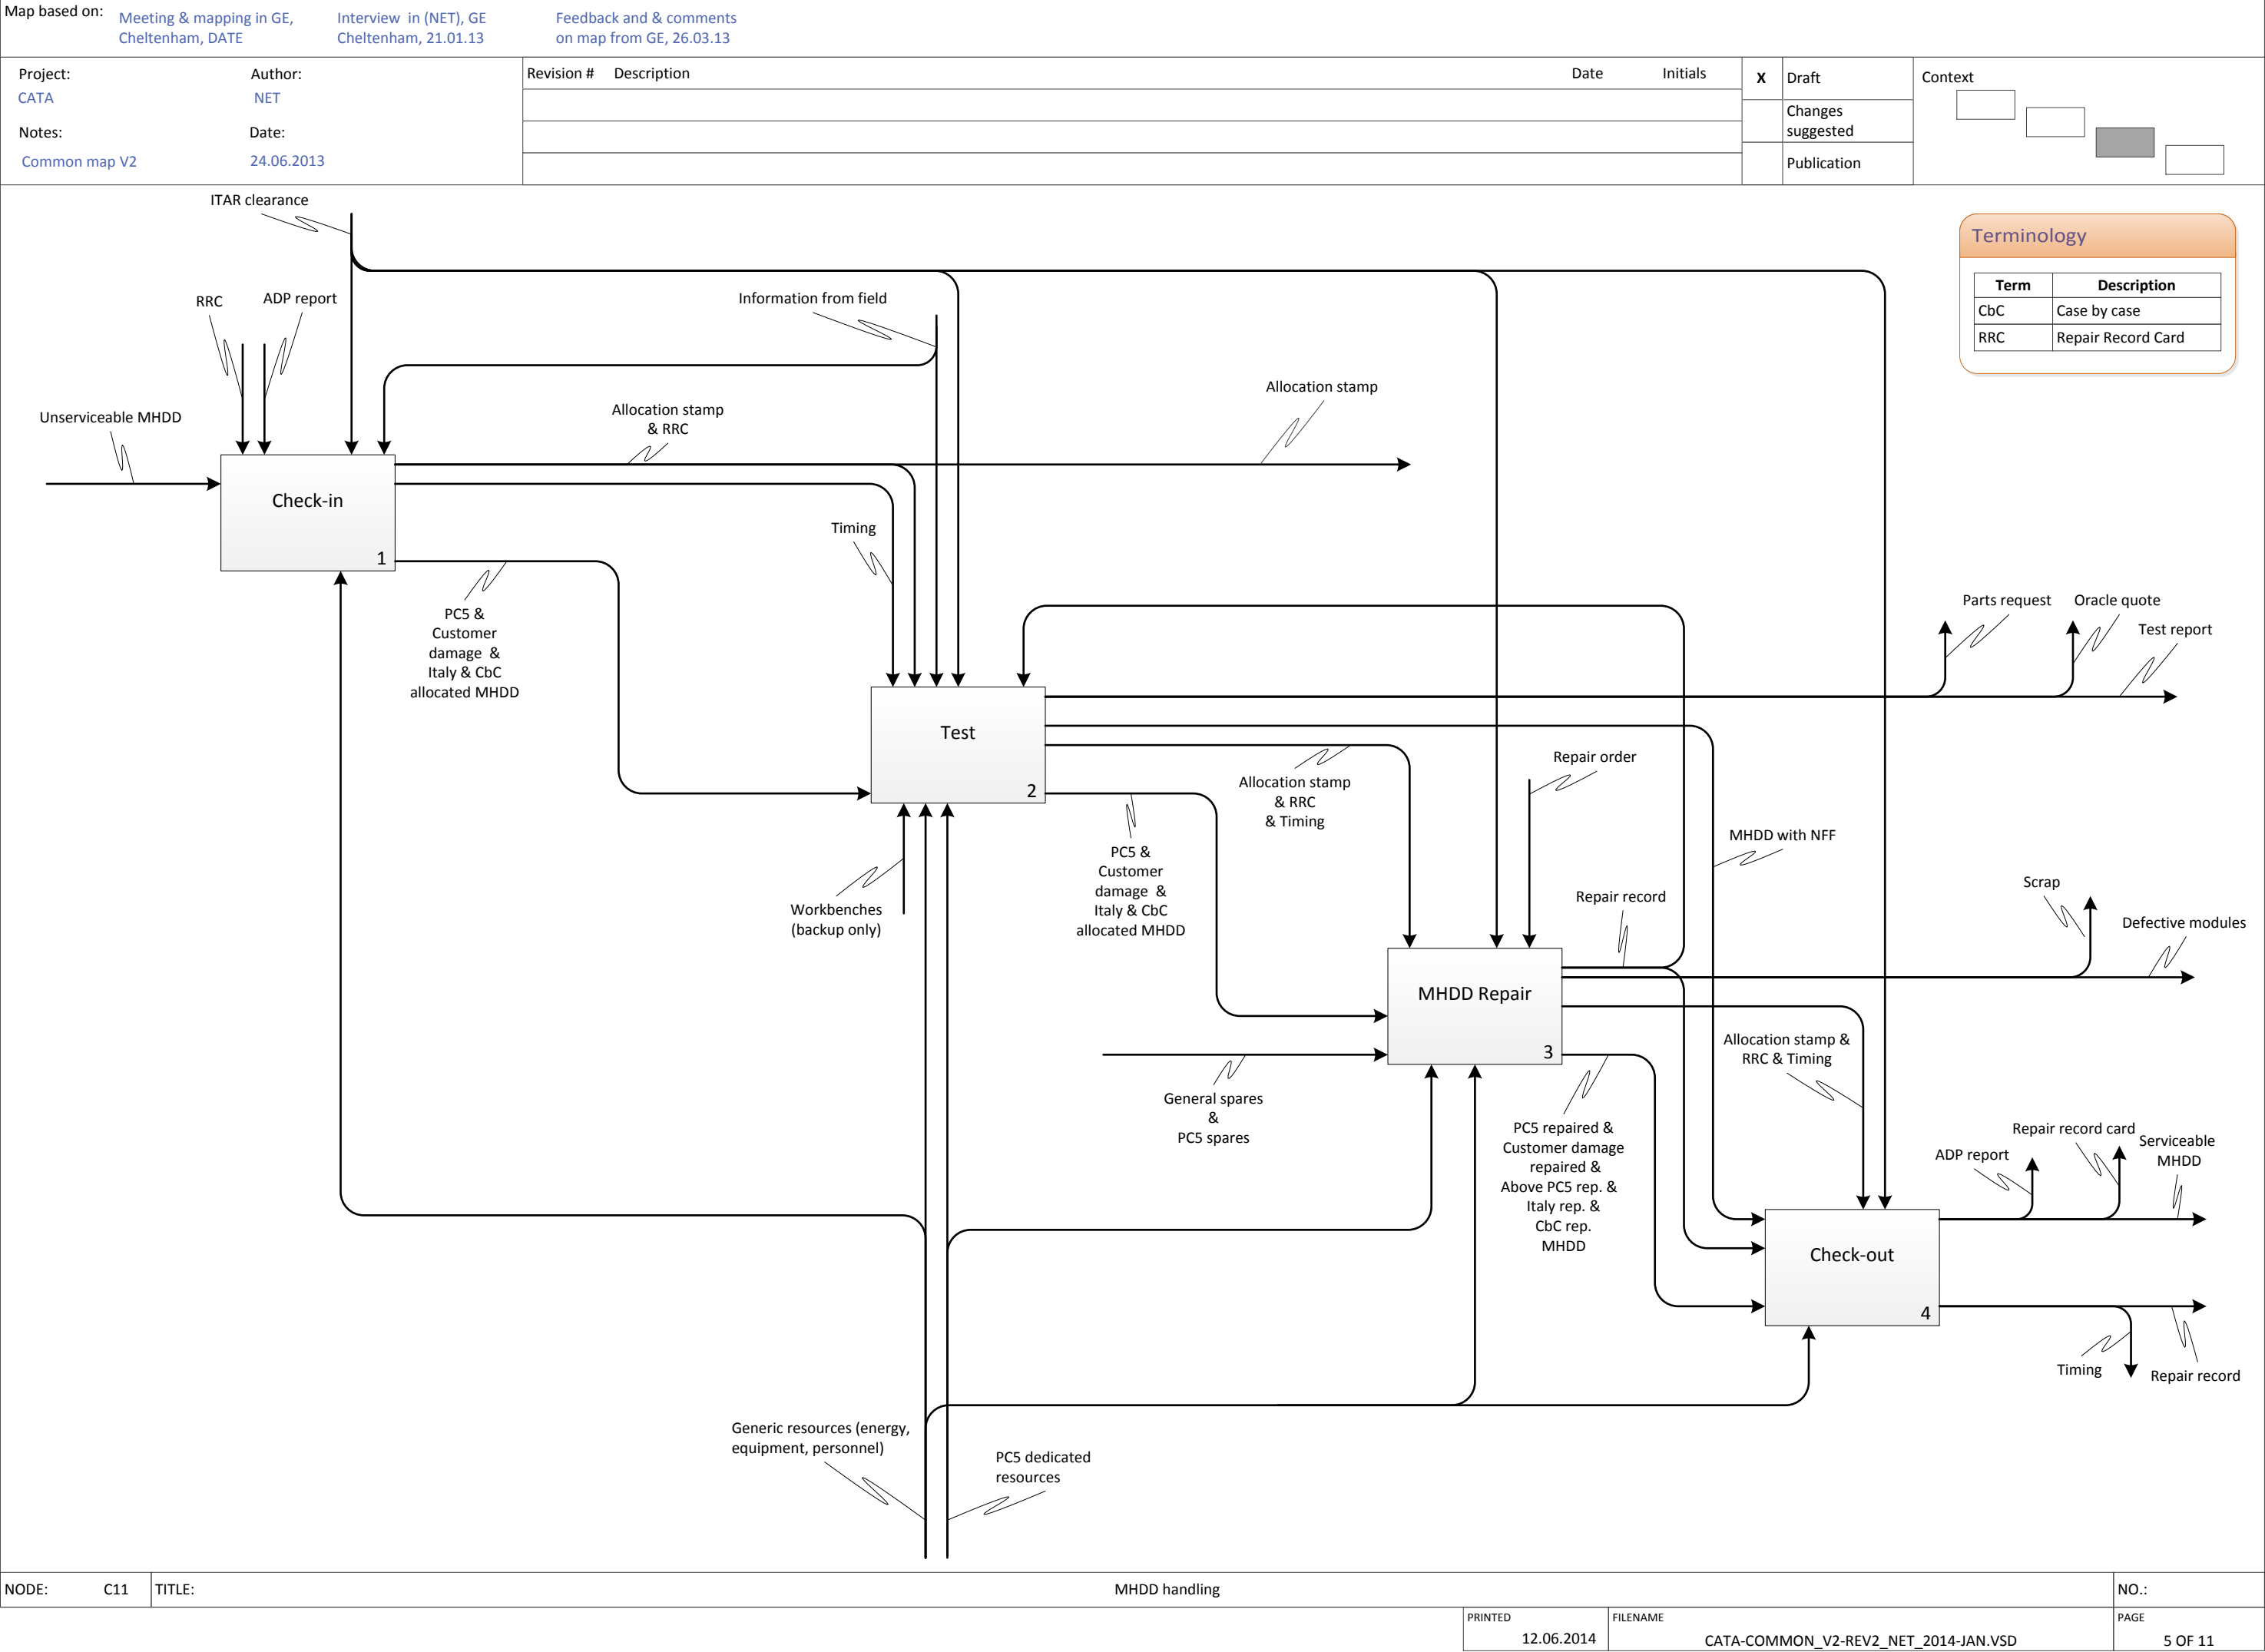 Map based on:
Meeting & mapping in GE,
Cheltenham, DATE
Interview  in (NET), GE
Cheltenham, 21.01.13
Feedback and & comments
on map from GE, 26.03.13
Project:
CATA
Author:
NET
Notes:
Common map V2
Date:
24.06.2013
Revision #
Description
Date
Initials
X
Draft
Changes
suggested
Publication
Context
ITAR clearance
Terminology
Term
Description
CbC
Case by case
RRC
Repair Record Card
RRC
ADP report
Information from field
Unserviceable MHDD
Allocation stamp
& RRC
Allocation stamp
Check-in
1
Timing
PC5 &
Customer
damage  &
Italy & CbC
allocated MHDD
Parts request
Oracle quote
Test report
Test
2
Repair order
Allocation stamp
& RRC
& Timing
MHDD with NFF
PC5 &
Customer
damage  &
Italy & CbC
allocated MHDD
Workbenches
(backup only)
Repair record
Scrap
Defective modules
MHDD Repair
3
Allocation stamp &
RRC & Timing
General spares
&
PC5 spares
PC5 repaired &
Customer damage
repaired &
Above PC5 rep. &
Italy rep. &
CbC rep.
MHDD
ADP report
Repair record card
Serviceable
MHDD
Check-out
4
Timing
Repair record
Generic resources (energy,
equipment, personnel)
PC5 dedicated
resources
NODE:
C11
TITLE:
MHDD handling
NO.:
PRINTED
12.06.2014
FILENAME
CATA-COMMON_V2-REV2_NET_2014-JAN.VSD
PAGE
5 OF 11